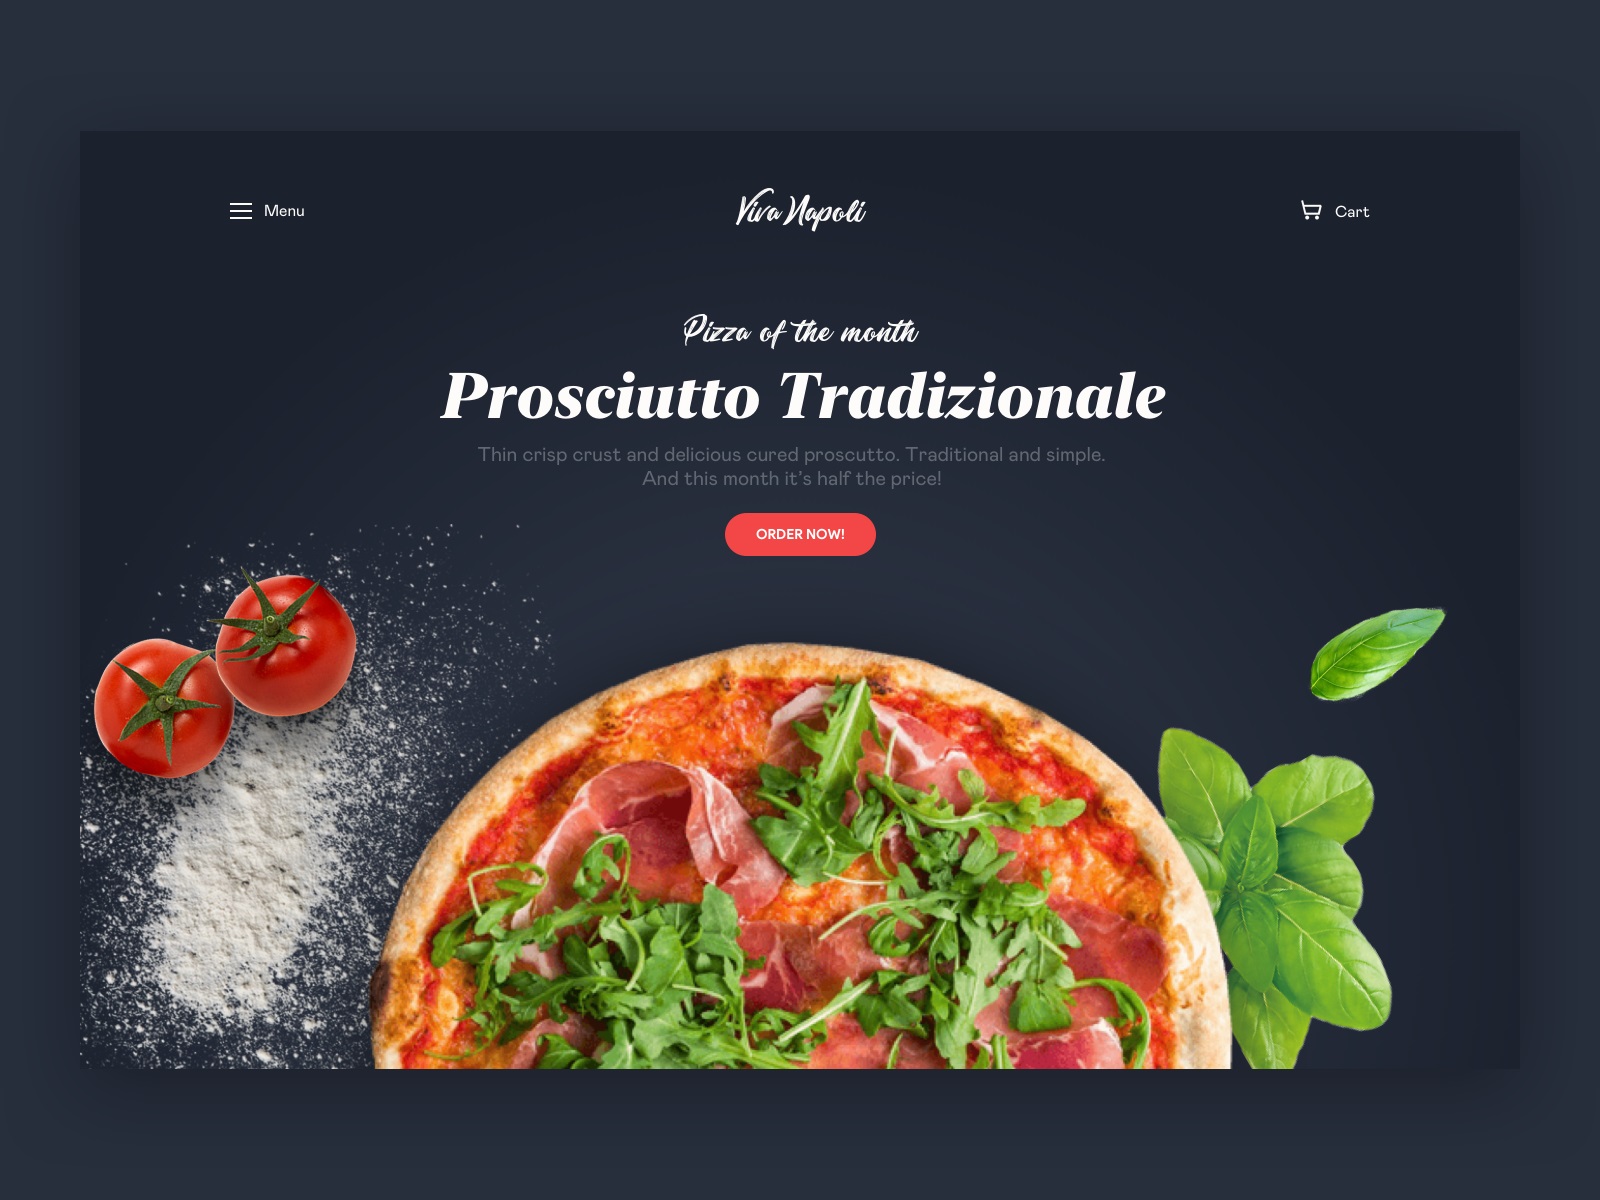 Menu
Viva Napoli
Cart
Pizza of the month
Prosciutto Tradizionale
Thin crisp crust and delicious cured proscutto. Traditional and simple.
And this month it’s half the price!
ORDER NOW!